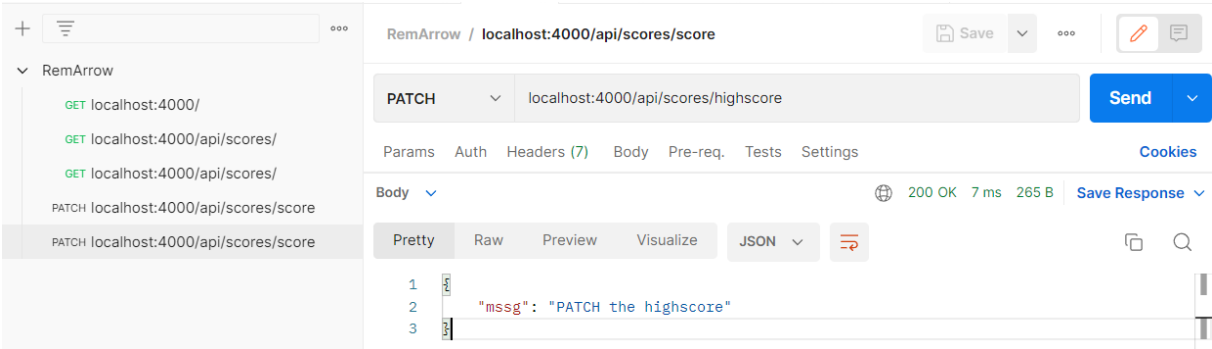 RemArrow / localhost:4000/api/scores/score
Save
RemArrow
GET localhost:4000/
GET localhost:4000/api/scores/
GET localhost:4000/api/scores/
PATCH localhost:4000/api/scores/score
PATCH localhost:4000/api/scores/score
PATCH localhost:4000/api/scores/highscore Send
Params Auth Headers (7) Body Pre-req. Tests Settings Cookies
Body 200 OK 7 ms 265 B Save Response
Pretty Raw Preview Visualize JSON
1 {
2 "mssg": "PATCH the highscore"
3 }